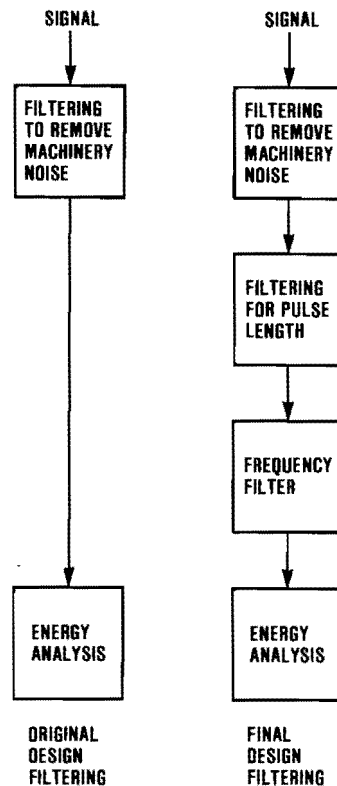 SIGNAL
FILTERING
TO REMOVE
MACHINERY
NOISE
ENERGY
ANALYSIS
ORIGINAL
DESIGN
FILTERING
SIGNAL
FILTERING
TO REMOVE
MACHINERY
NOISE
FILTERING
FOR PULSE
LENGTH
FREQUENCY
FILTER
ENERGY
ANALYSIS
FINAL
DESIGN
FILTERING